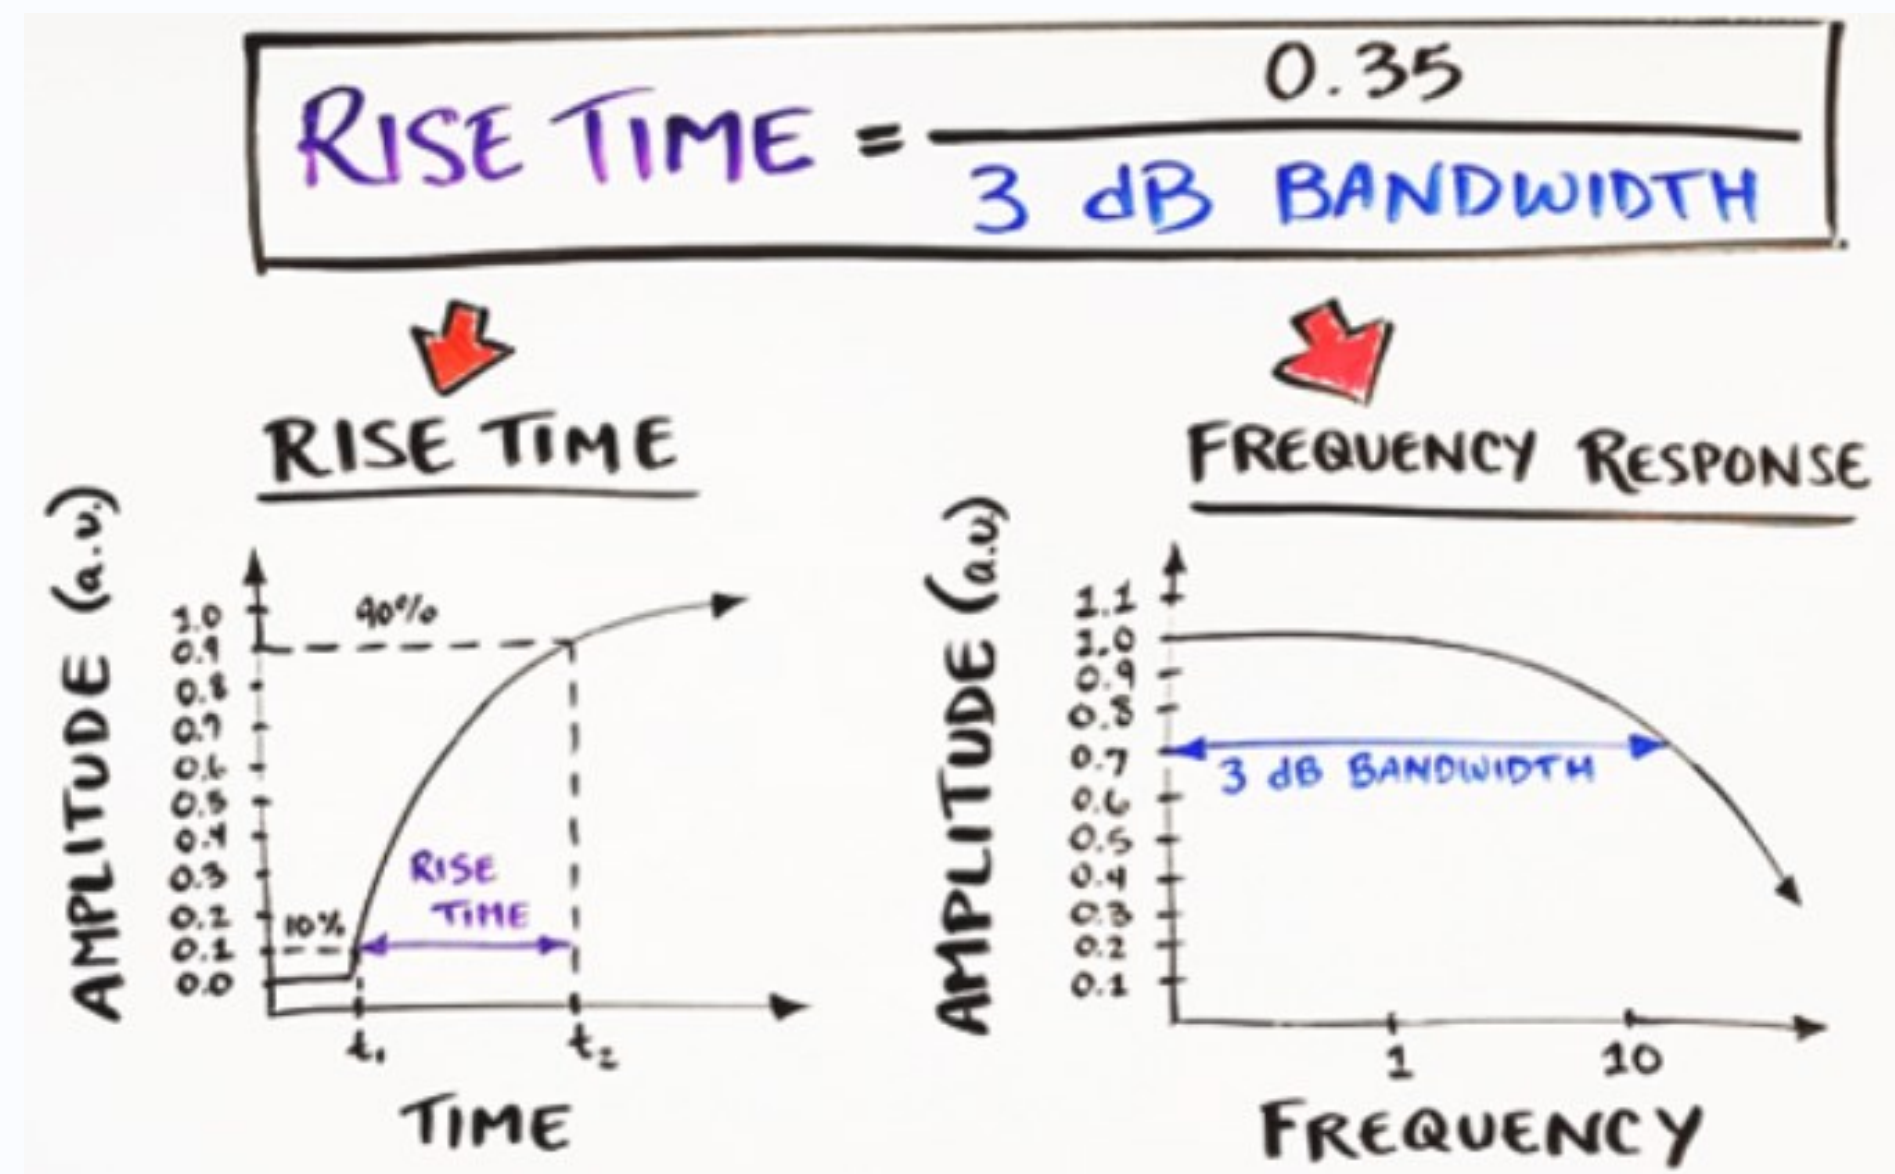 RISE TIME = 0.35
3 dB BANDWIDTH
RISE TIME
AMPLITUDE (a.u.)
1.0
0.9
0.8
0.7
0.6
0.5
0.4
0.3
0.2
0.1
0.0
90%
10%
RISE
TIME
t₁
t₂
TIME
FREQUENCY RESPONSE
AMPLITUDE (a.u)
1.1
1.0
0.9
0.8
0.7
0.6
0.5
0.4
0.3
0.2
0.1
3 dB BANDWIDTH
1
10
FREQUENCY